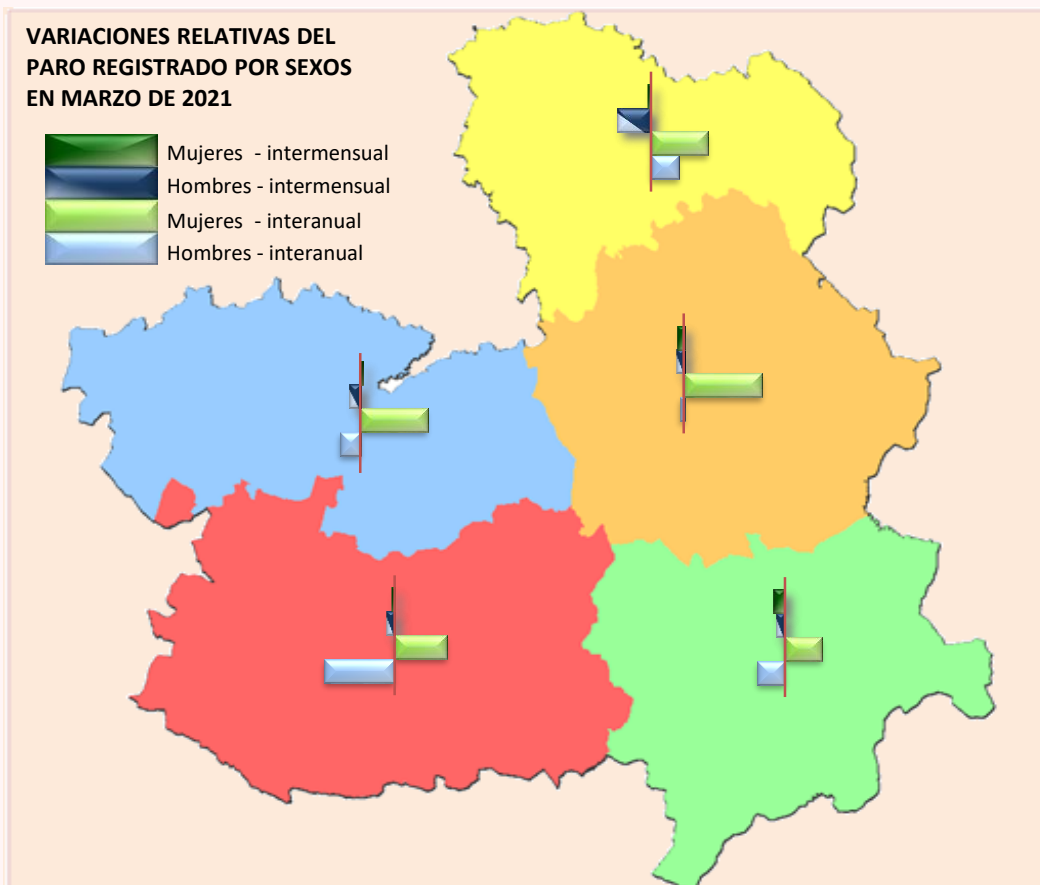 VARIACIONES RELATIVAS DEL
PARO REGISTRADO POR SEXOS
EN MARZO DE 2021
Mujeres - intermensual
Hombres - intermensual
Mujeres - interanual
Hombres - interanual